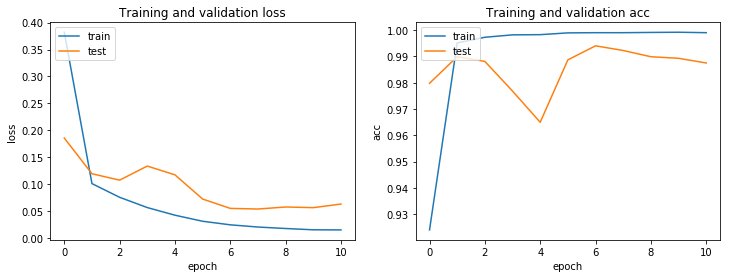 Training and validation loss
0.40
0.35
0.30
0.25
0.20
0.15
0.10
0.05
0.00
loss
train
test
0 2 4 6 8 10
epoch
Training and validation acc
1.00
0.99
0.98
0.97
0.96
0.95
0.94
0.93
acc
train
test
0 2 4 6 8 10
epoch